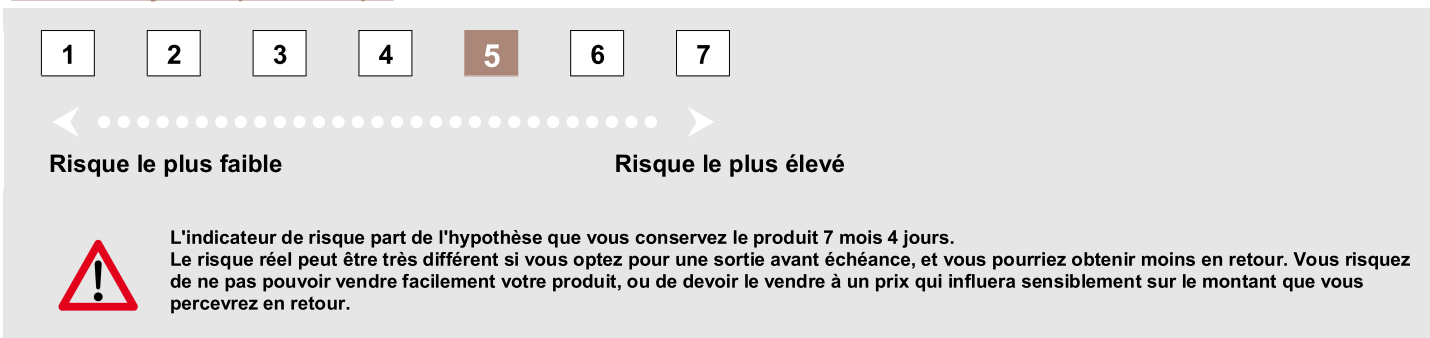 1 2 3 4 5 6 7
Risque le plus faible Risque le plus élevé
L'indicateur de risque part de l'hypothèse que vous conservez le produit 7 mois 4 jours.
Le risque réel peut être très différent si vous optez pour une sortie avant échéance, et vous pourriez obtenir moins en retour. Vous risquez
de ne pas pouvoir vendre facilement votre produit, ou de devoir le vendre à un prix qui influera sensiblement sur le montant que vous
percevrez en retour.